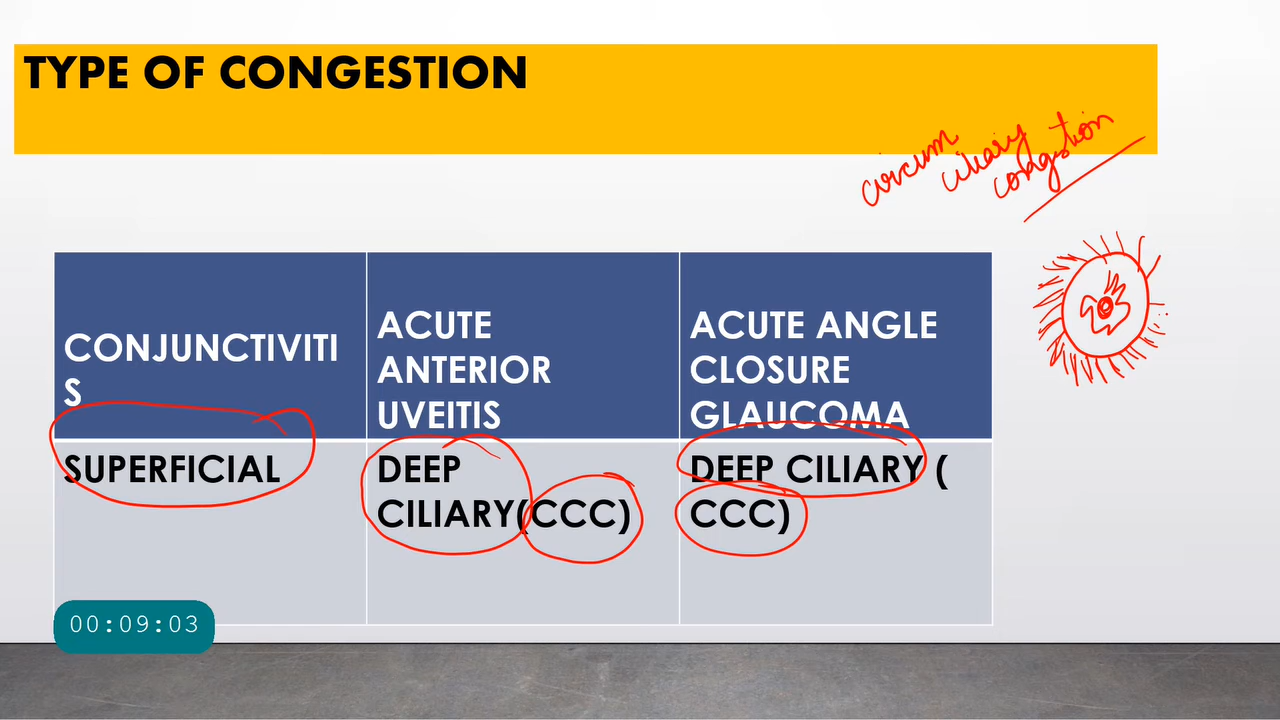 TYPE OF CONGESTION
circum
ciliary
congestion
CONJUNCTIVITI
S
ACUTE
ANTERIOR
UVEITIS
ACUTE ANGLE
CLOSURE
GLAUCOMA
SUPERFICIAL
DEEP
CILIARY(CCC)
DEEP CILIARY (
CCC)
00:09:03